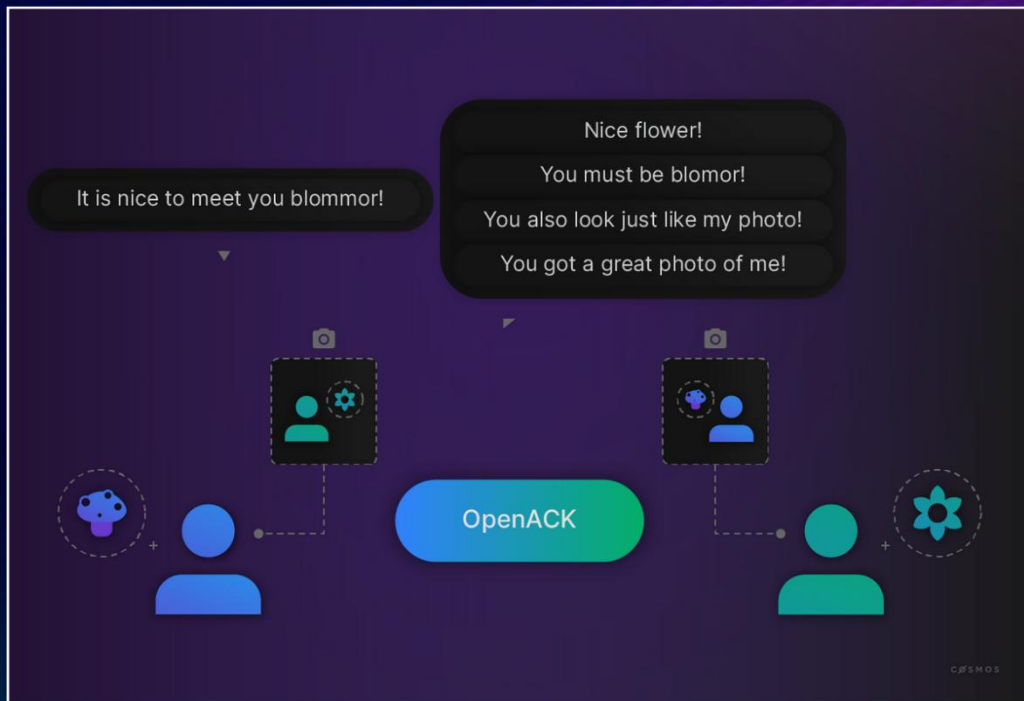 It is nice to meet you blommor!
Nice flower!
You must be blomor!
You also look just like my photo!
You got a great photo of me!
OpenACK
CØSMOS